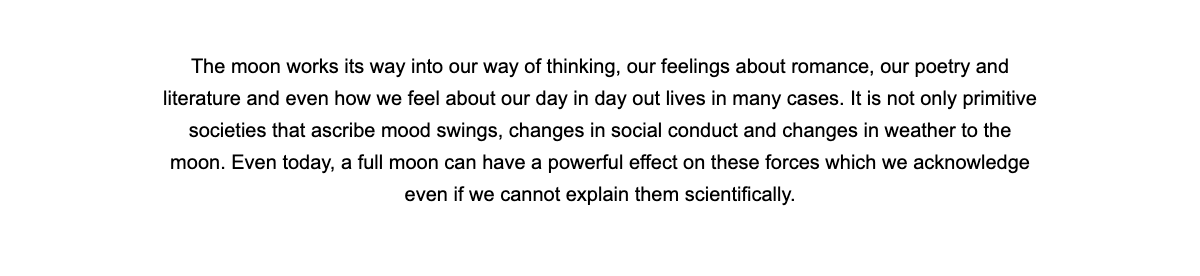 The moon works its way into our way of thinking, our feelings about romance, our poetry and
literature and even how we feel about our day in day out lives in many cases. It is not only primitive
societies that ascribe mood swings, changes in social conduct and changes in weather to the
moon. Even today, a full moon can have a powerful effect on these forces which we acknowledge
even if we cannot explain them scientifically.